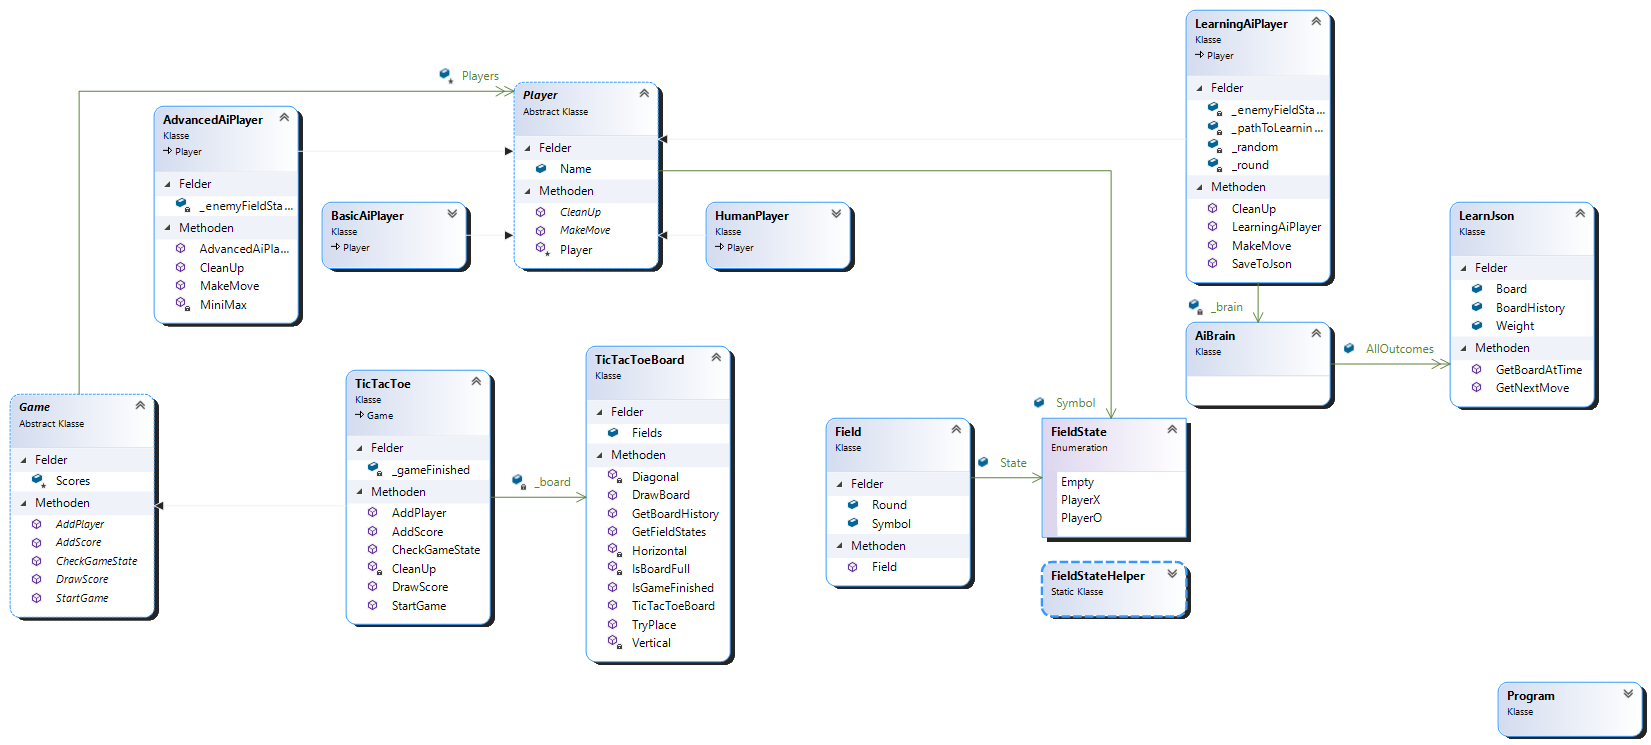 Players
Player
Abstract Klasse
Felder
Name
Methoden
CleanUp
MakeMove
Player
AdvancedAiPlayer
Klasse
Player
Felder
_enemyFieldSta...
Methoden
AdvancedAiPla...
CleanUp
MakeMove
MiniMax
BasicAiPlayer
Klasse
Player
HumanPlayer
Klasse
Player
LearningAiPlayer
Klasse
Player
Felder
_enemyFieldSta...
_pathToLearnin...
_random
_round
Methoden
CleanUp
LearningAiPlayer
MakeMove
SaveToJson
_brain
AiBrain
Klasse
AllOutcomes
LearnJson
Klasse
Felder
Board
BoardHistory
Weight
Methoden
GetBoardAtTime
GetNextMove
Game
Abstract Klasse
Felder
Scores
Methoden
AddPlayer
AddScore
CheckGameState
DrawScore
StartGame
TicTacToe
Klasse
Game
Felder
_gameFinished
Methoden
AddPlayer
AddScore
CheckGameState
CleanUp
DrawScore
StartGame
_board
TicTacToeBoard
Klasse
Felder
Fields
Methoden
Diagonal
DrawBoard
GetBoardHistory
GetFieldStates
Horizontal
IsBoardFull
IsGameFinished
TicTacToeBoard
TryPlace
Vertical
Field
Klasse
Felder
Round
Symbol
Methoden
Field
State
Symbol
FieldState
Enumeration
Empty
PlayerX
PlayerO
FieldStateHelper
Static Klasse
Program
Klasse